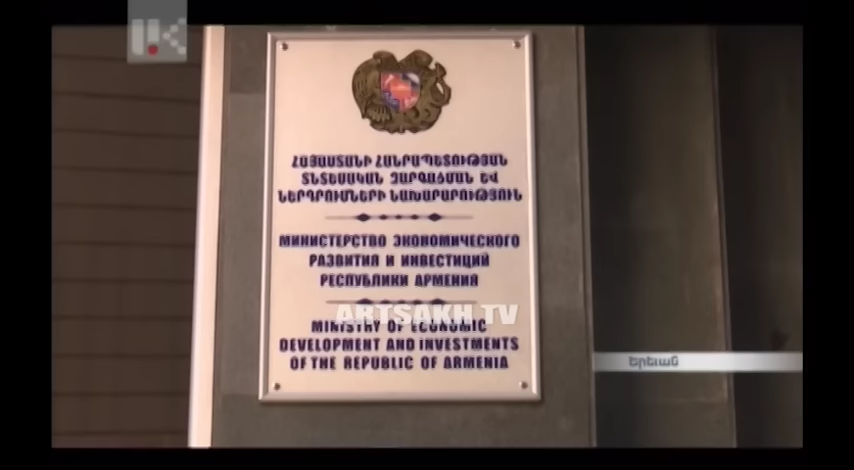 ՀԱՅԱՍՏԱՆԻ ՀԱՆՐԱՊԵՏՈՒԹՅԱՆ
ՏՆՏԵՍԱԿԱՆ ԶԱՐԳԱՑՄԱՆ ԵՎ
ՆԵՐԴՐՈՒՄՆԵՐԻ ՆԱԽԱՐԱՐՈՒԹՅՈՒՆ
МИНИСТЕРСТВО ЭКОНОМИЧЕСКОГО
РАЗВИТИЯ И ИНВЕСТИЦИЙ
РЕСПУБЛИКИ АРМЕНИЯ
ARTSAKH TV
MINISTRY OF ECONOMIC
DEVELOPMENT AND INVESTMENTS
OF THE REPUBLIC OF ARMENIA
Երևան